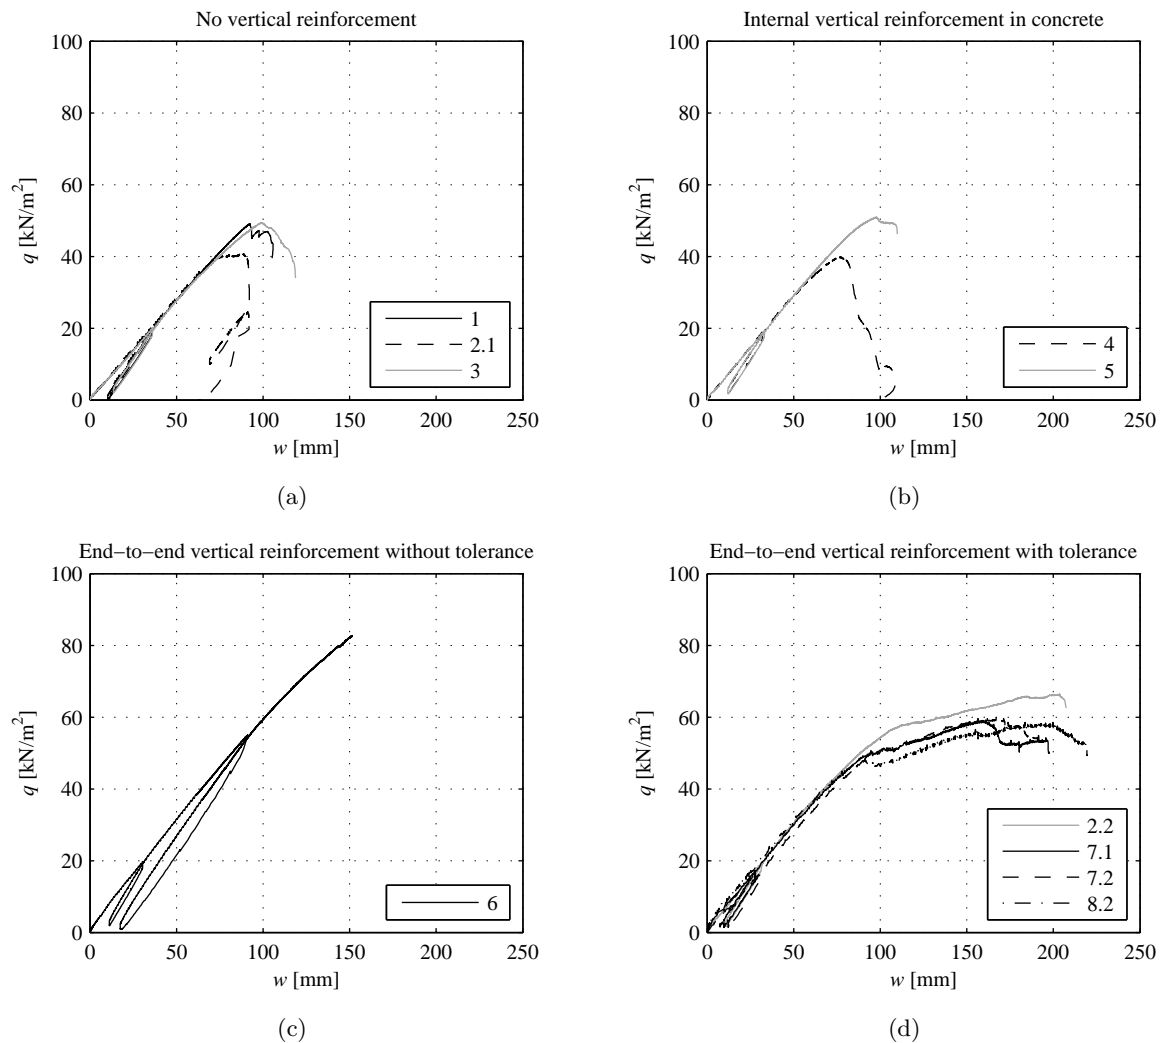 No vertical reinforcement
100
80
60
40
20
0
q [kN/m²]
0 50 100 150 200 250
w [mm]
1
2.1
3
(a)
Internal vertical reinforcement in concrete
100
80
60
40
20
0
q [kN/m²]
0 50 100 150 200 250
w [mm]
4
5
(b)
End−to−end vertical reinforcement without tolerance
100
80
60
40
20
0
q [kN/m²]
0 50 100 150 200 250
w [mm]
6
(c)
End−to−end vertical reinforcement with tolerance
100
80
60
40
20
0
q [kN/m²]
0 50 100 150 200 250
w [mm]
2.2
7.1
7.2
8.2
(d)